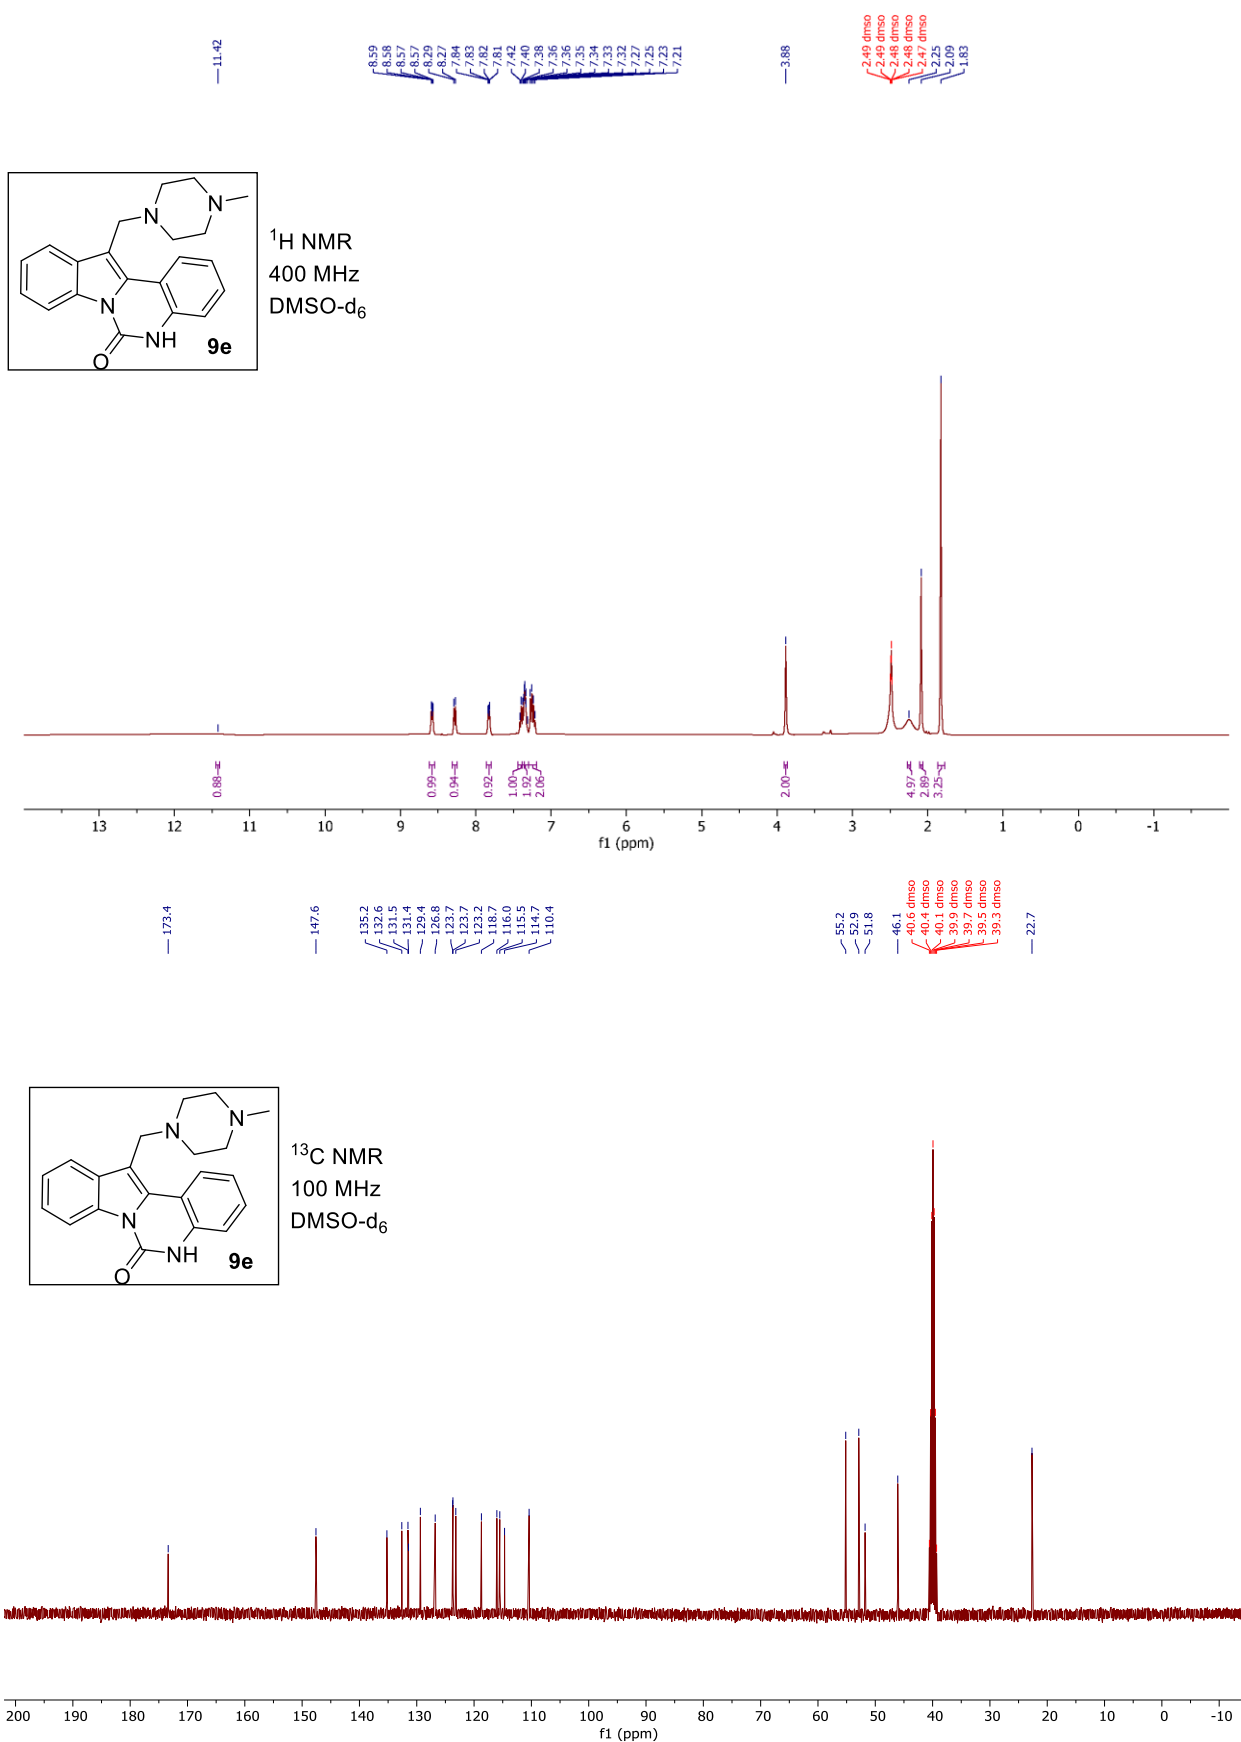 11.42
8.59
8.58
8.57
8.57
8.29
8.27
7.84
7.83
7.82
7.81
7.42
7.40
7.38
7.36
7.36
7.35
7.34
7.33
7.32
7.27
7.25
7.23
7.21
3.88
2.49 dmso
2.49 dmso
2.48 dmso
2.48 dmso
2.47 dmso
2.25
2.09
1.83
N
N
N
NH
O
9e
¹H NMR
400 MHz
DMSO-d₆
0.88
0.99
0.94
0.92
1.00
1.92
2.06
2.00
4.97
2.89
3.25
13 12 11 10 9 8 7 6 5 4 3 2 1 0 -1
f1 (ppm)
173.4
147.6
135.2
132.6
131.5
131.4
129.4
126.8
123.7
123.7
123.2
118.7
116.0
115.5
114.7
110.4
55.2
52.9
51.8
46.1
40.6 dmso
40.4 dmso
40.1 dmso
39.9 dmso
39.7 dmso
39.5 dmso
39.3 dmso
22.7
N
N
N
NH
O
9e
¹³C NMR
100 MHz
DMSO-d₆
200 190 180 170 160 150 140 130 120 110 100 90 80 70 60 50 40 30 20 10 0 -10
f1 (ppm)